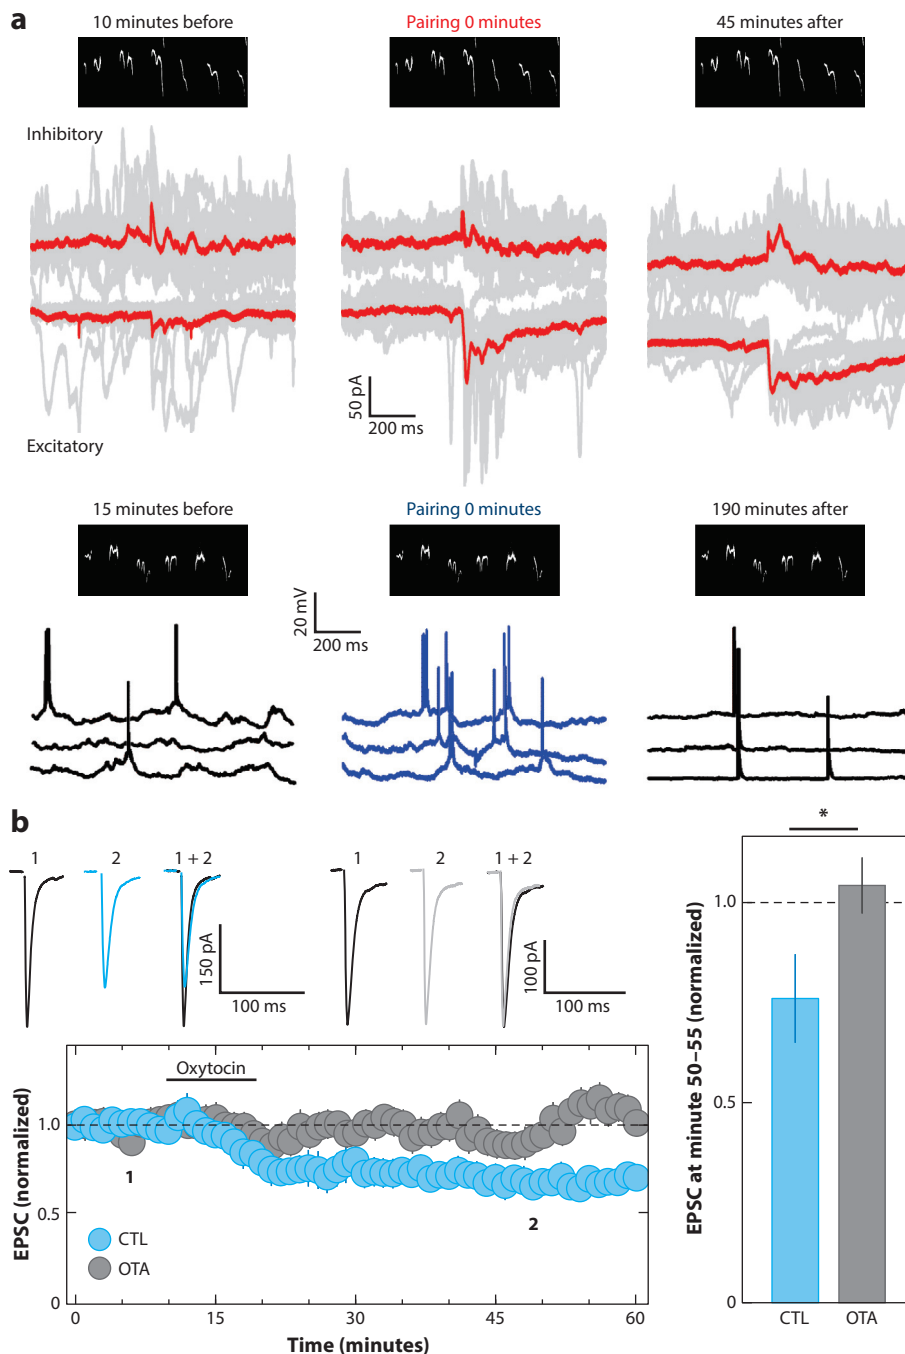 a
10 minutes before
Pairing 0 minutes
45 minutes after
Inhibitory
Excitatory
50 pA
200 ms
15 minutes before
Pairing 0 minutes
190 minutes after
20 mV
200 ms
b
1
2
1 + 2
150 pA
100 ms
1
2
1 + 2
100 pA
100 ms
Oxytocin
1
2
CTL
OTA
EPSC (normalized)
1.0
0.5
0
0
15
30
45
60
Time (minutes)
*
EPSC at minute 50–55 (normalized)
1.0
0.5
0
CTL
OTA